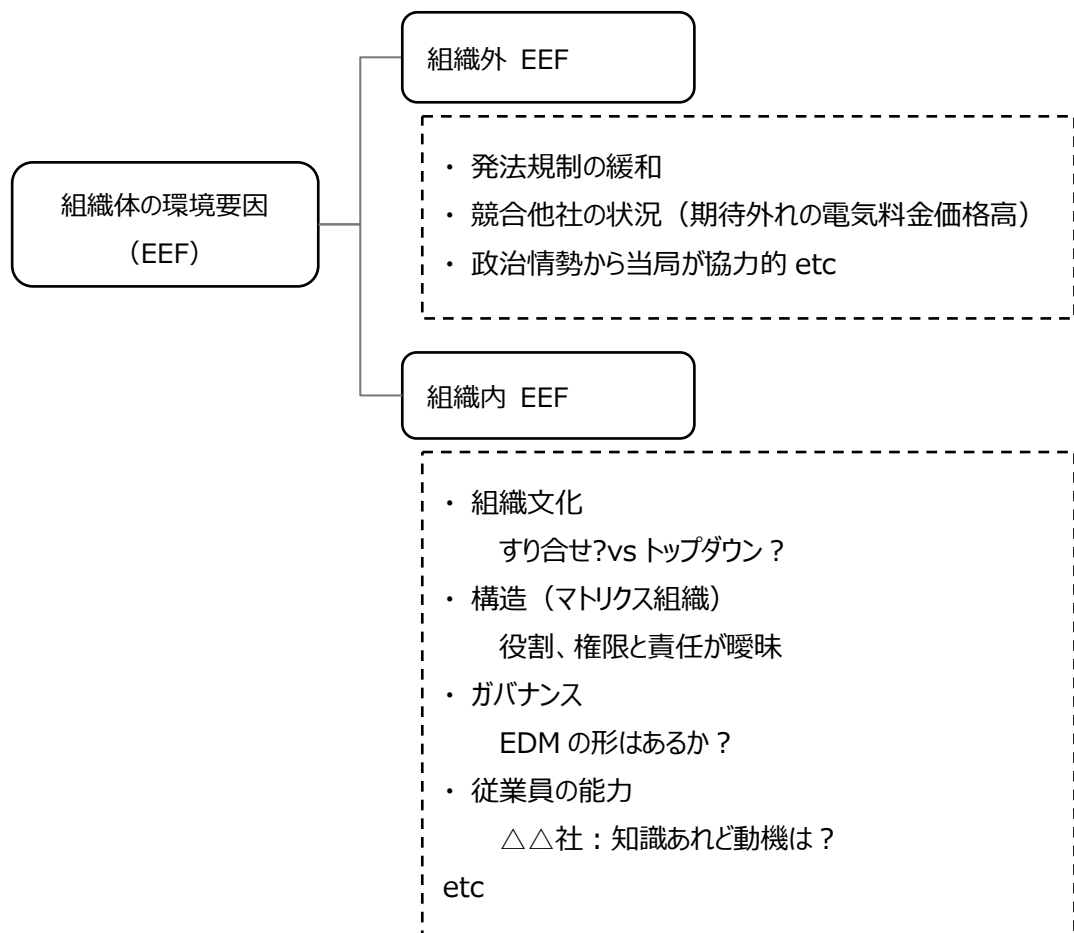 組織外 EEF
・ 発法規制の緩和
・ 競合他社の状況（期待外れの電気料金価格高）
・ 政治情勢から当局が協力的 etc
組織体の環境要因
（EEF）
組織内 EEF
・ 組織文化
すり合せ?vs トップダウン？
・ 構造（マトリクス組織）
役割、権限と責任が曖昧
・ ガバナンス
EDM の形はあるか？
・ 従業員の能力
△△社：知識あれど動機は？
etc